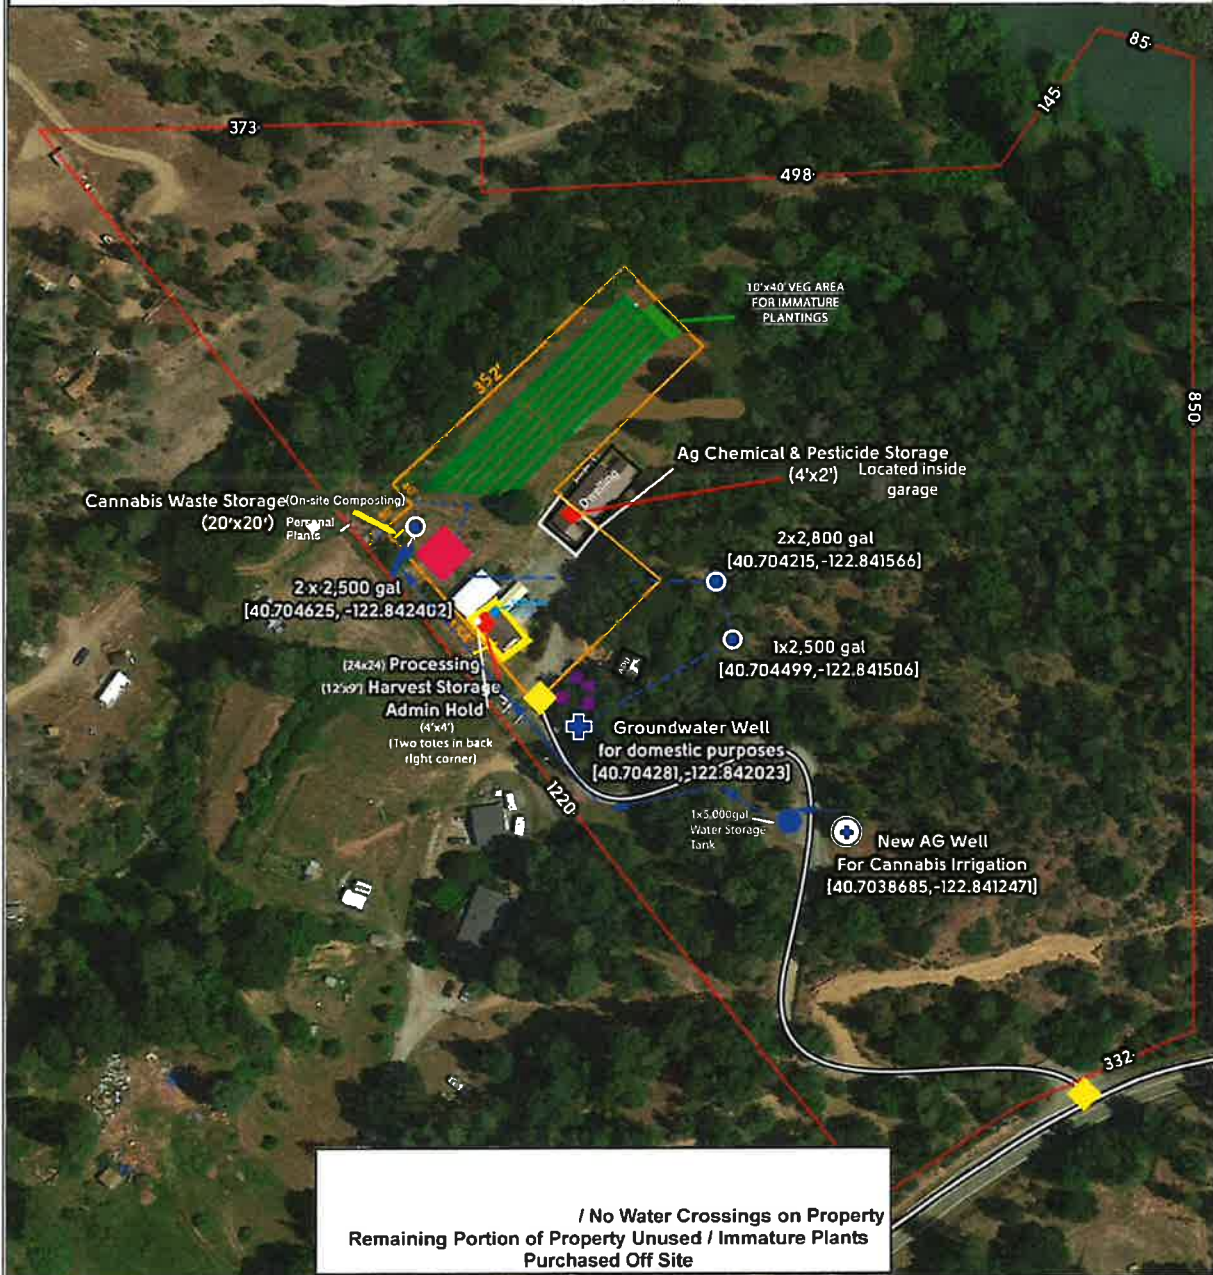 85·
145·
373·
498·
10'x40' VEG AREA
FOR IMMATURE
PLANTINGS
352'
850·
Ag Chemical & Pesticide Storage
(4'x2') Located inside
garage
Dwelling
Cannabis Waste Storage(On-site Composting)
(20'x20') Personal
Plants
2x2,800 gal
[40.704215,-122.841566]
2 x 2,500 gal
[40.704625, -122.842402]
1x2,500 gal
[40.704499,-122.841506]
ADU
(24x24) Processing
(12'x9') Harvest Storage
Admin Hold
(4'x4')
(Two totes in back
right corner)
Groundwater Well
for domestic purposes
[40.704281,-122.842023]
1220·
1x5,000gal
Water Storage
Tank
New AG Well
For Cannabis Irrigation
[40.7038685,-122.8412471]
332·
/ No Water Crossings on Property
Remaining Portion of Property Unused / Immature Plants
Purchased Off Site